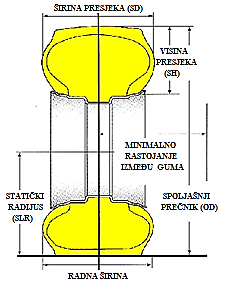 ŠIRINA PRESJEKA (SD)
VISINA
PRESJEKA
(SH)
MINIMALNO
RASTOJANJE
IZMEĐU GUMA
STATIČKI
RADIJUS
(SLR)
SPOLJAŠNJI
PREČNIK (OD)
RADNA ŠIRINA